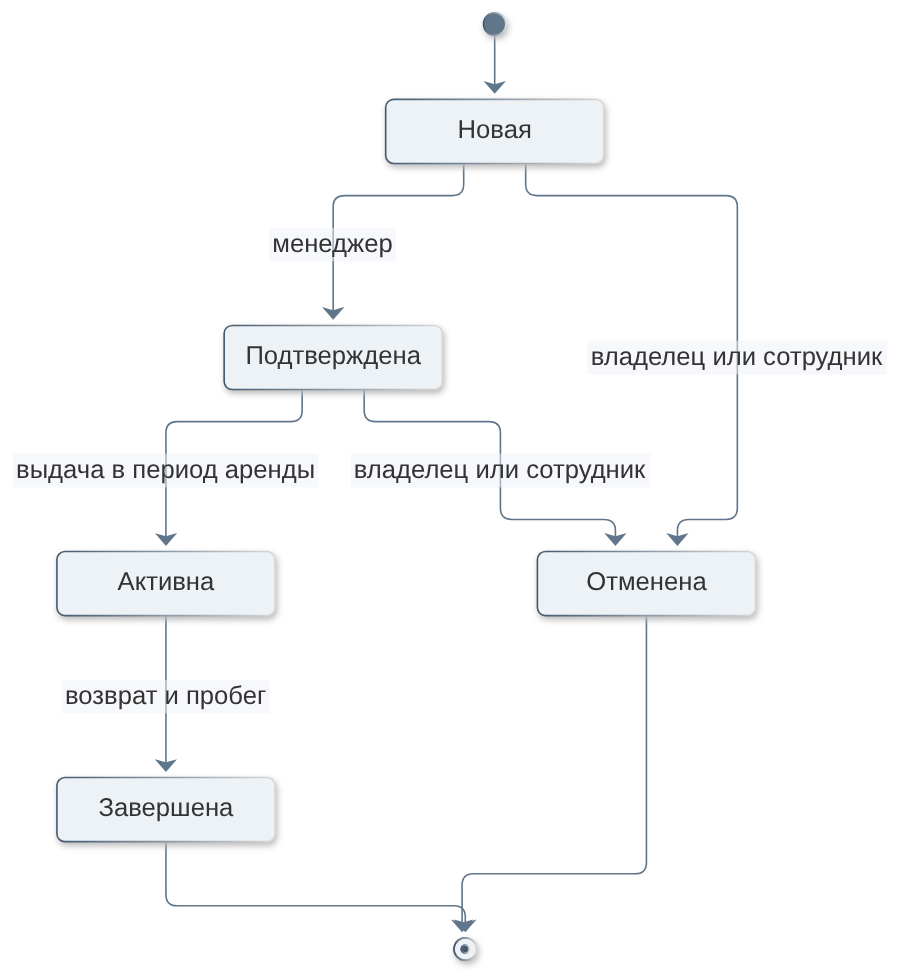 Новая
менеджер
Подтверждена
владелец или сотрудник
выдача в период аренды
владелец или сотрудник
Активна
Отменена
возврат и пробег
Завершена